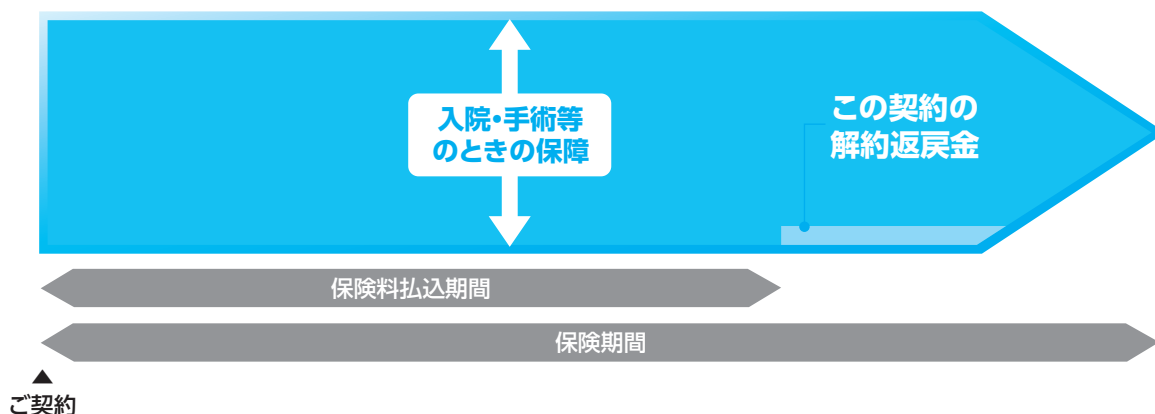 入院・手術等
のときの保障
この契約の
解約返戻金
保険料払込期間
保険期間
ご契約